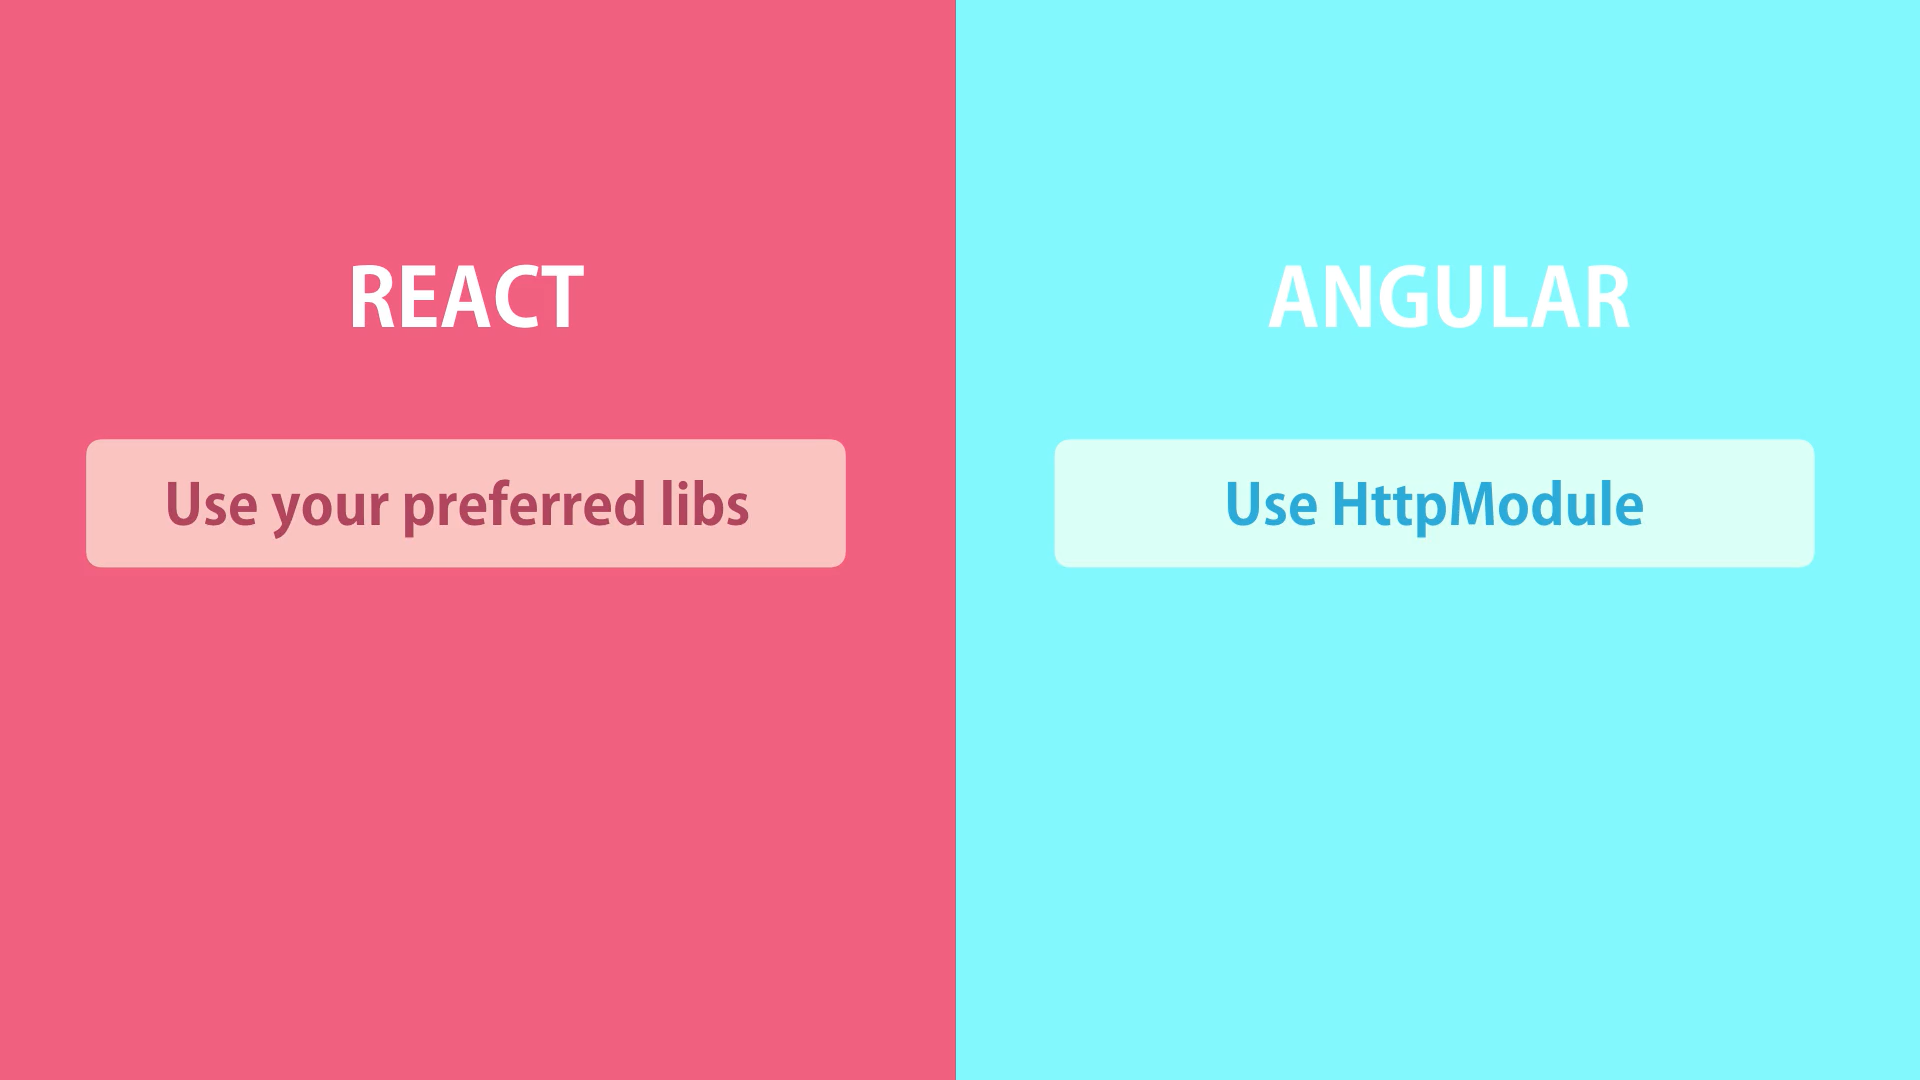 REACT
Use your preferred libs
ANGULAR
Use HttpModule